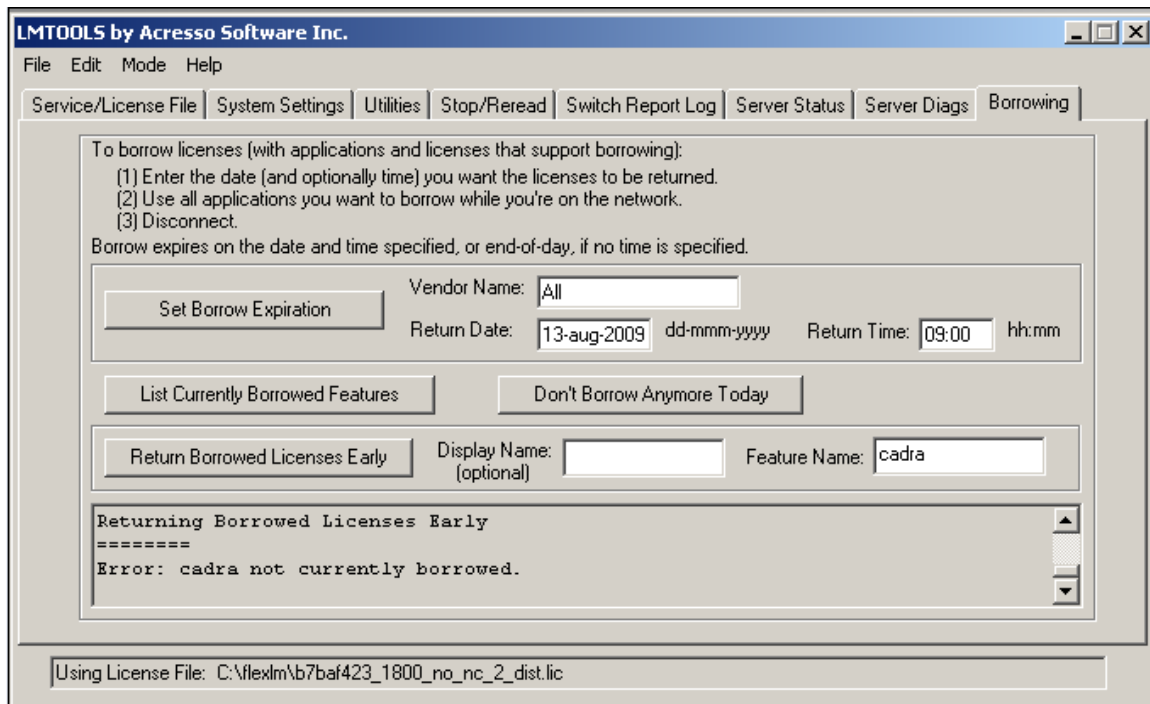 LMTOOLS by Acresso Software Inc.
File Edit Mode Help
Service/License File System Settings Utilities Stop/Reread Switch Report Log Server Status Server Diags Borrowing
To borrow licenses (with applications and licenses that support borrowing):
(1) Enter the date (and optionally time) you want the licenses to be returned.
(2) Use all applications you want to borrow while you're on the network.
(3) Disconnect.
Borrow expires on the date and time specified, or end-of-day, if no time is specified.
Set Borrow Expiration
Vendor Name: All
Return Date: 13-aug-2009 dd-mmm-yyyy Return Time: 09:00 hh:mm
List Currently Borrowed Features Don't Borrow Anymore Today
Return Borrowed Licenses Early
Display Name:
(optional)
Feature Name: cadra
Returning Borrowed Licenses Early
========
Error: cadra not currently borrowed.
Using License File: C:\flexlm\b7baf423_1800_no_nc_2_dist.lic